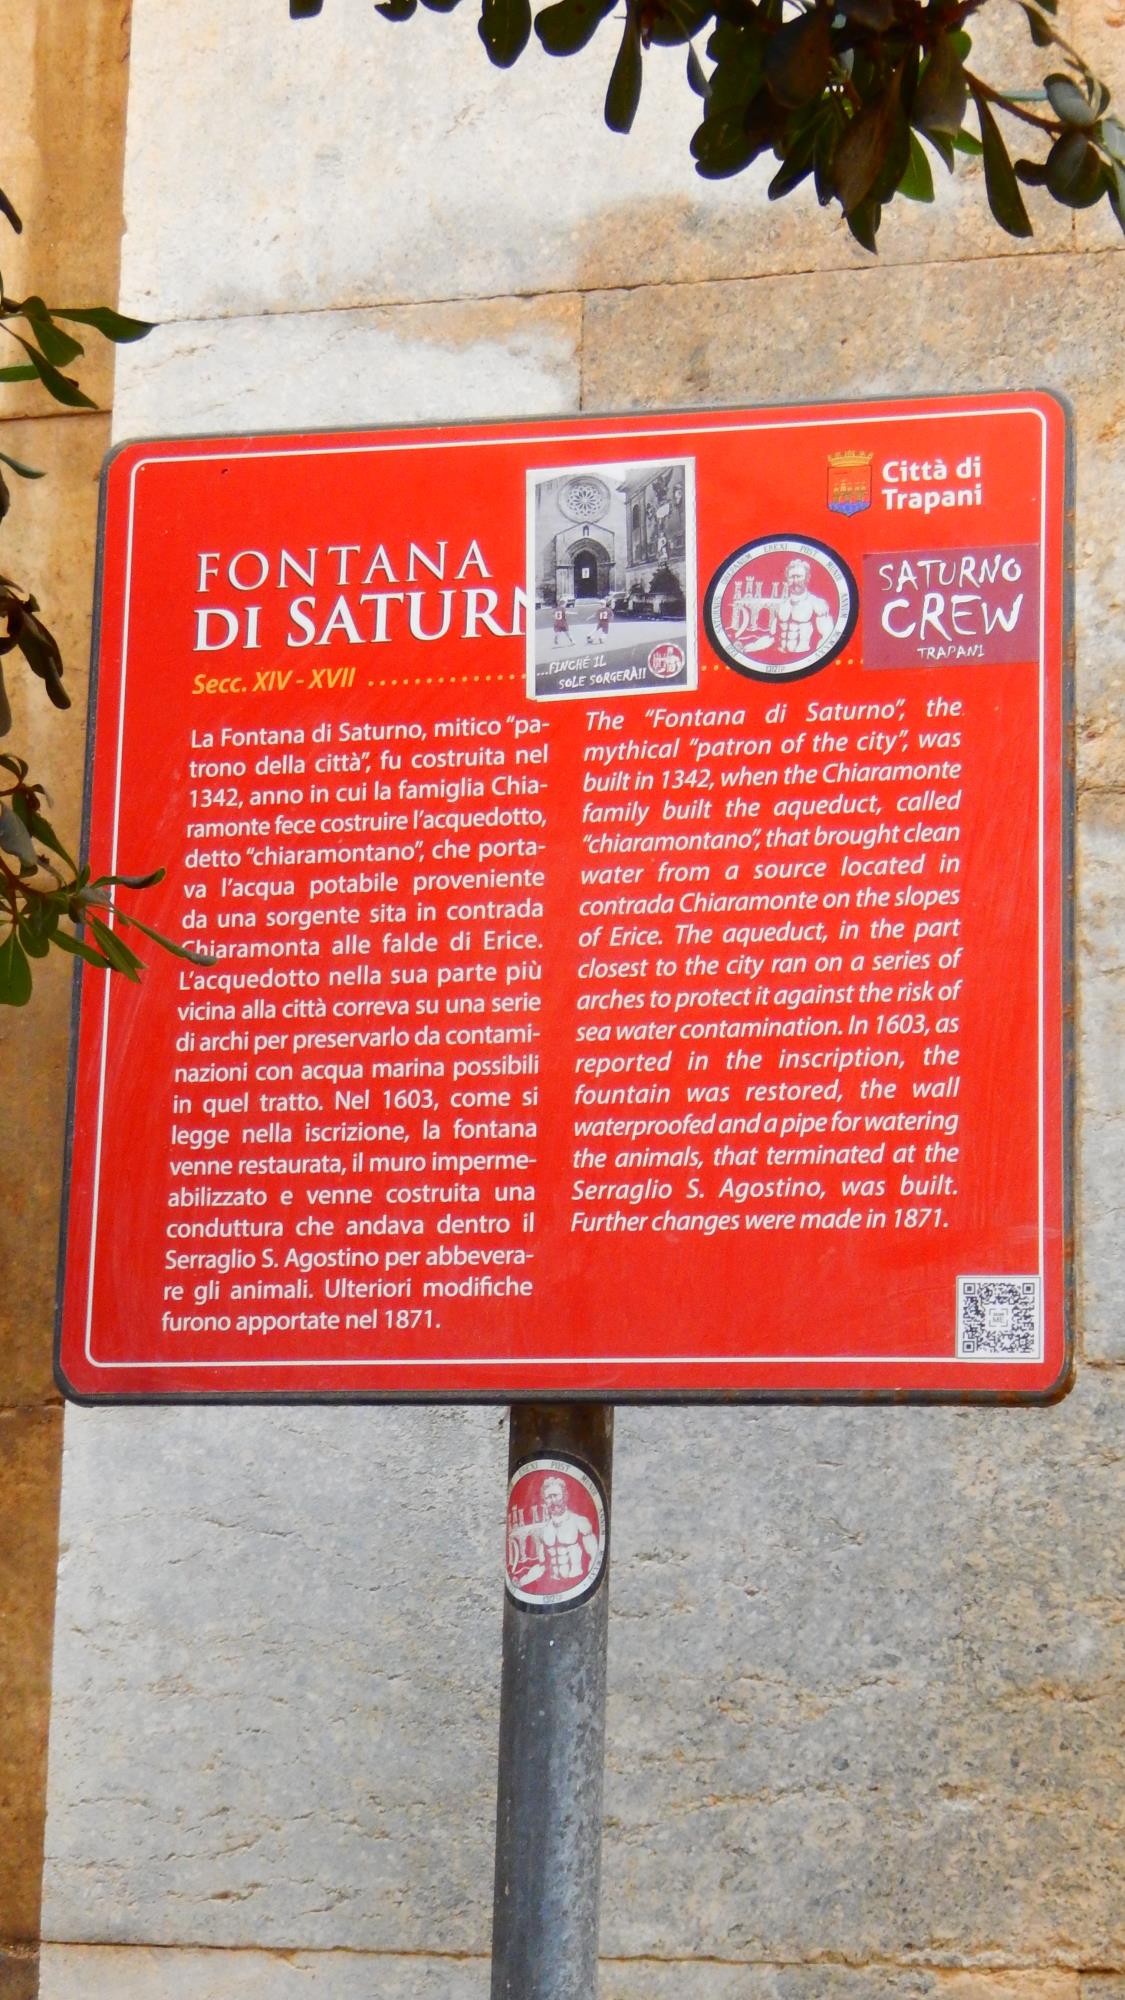 Città di
Trapani
FONTANA
DI SATURN
Secc. XIV - XVII
...FINCHÉ IL
SOLE SORGERÀ!!
EREXI POST
SATURNO
CREW
TRAPANI
La Fontana di Saturno, mitico "pa-
trono della città", fu costruita nel
1342, anno in cui la famiglia Chia-
ramonte fece costruire l'acquedotto,
detto "chiaramontano", che porta-
va l'acqua potabile proveniente
da una sorgente sita in contrada
Chiaramonta alle falde di Erice.
L'acquedotto nella sua parte più
vicina alla città correva su una serie
di archi per preservarlo da contami-
nazioni con acqua marina possibili
in quel tratto. Nel 1603, come si
legge nella iscrizione, la fontana
venne restaurata, il muro imperme-
abilizzato e venne costruita una
conduttura che andava dentro il
Serraglio S. Agostino per abbevera-
re gli animali. Ulteriori modifiche
furono apportate nel 1871.
The "Fontana di Saturno", the
mythical "patron of the city", was
built in 1342, when the Chiaramonte
family built the aqueduct, called
"chiaramontano", that brought clean
water from a source located in
contrada Chiaramonte on the slopes
of Erice. The aqueduct, in the part
closest to the city ran on a series of
arches to protect it against the risk of
sea water contamination. In 1603, as
reported in the inscription, the
fountain was restored, the wall
waterproofed and a pipe for watering
the animals, that terminated at the
Serraglio S. Agostino, was built.
Further changes were made in 1871.
EREXI POST